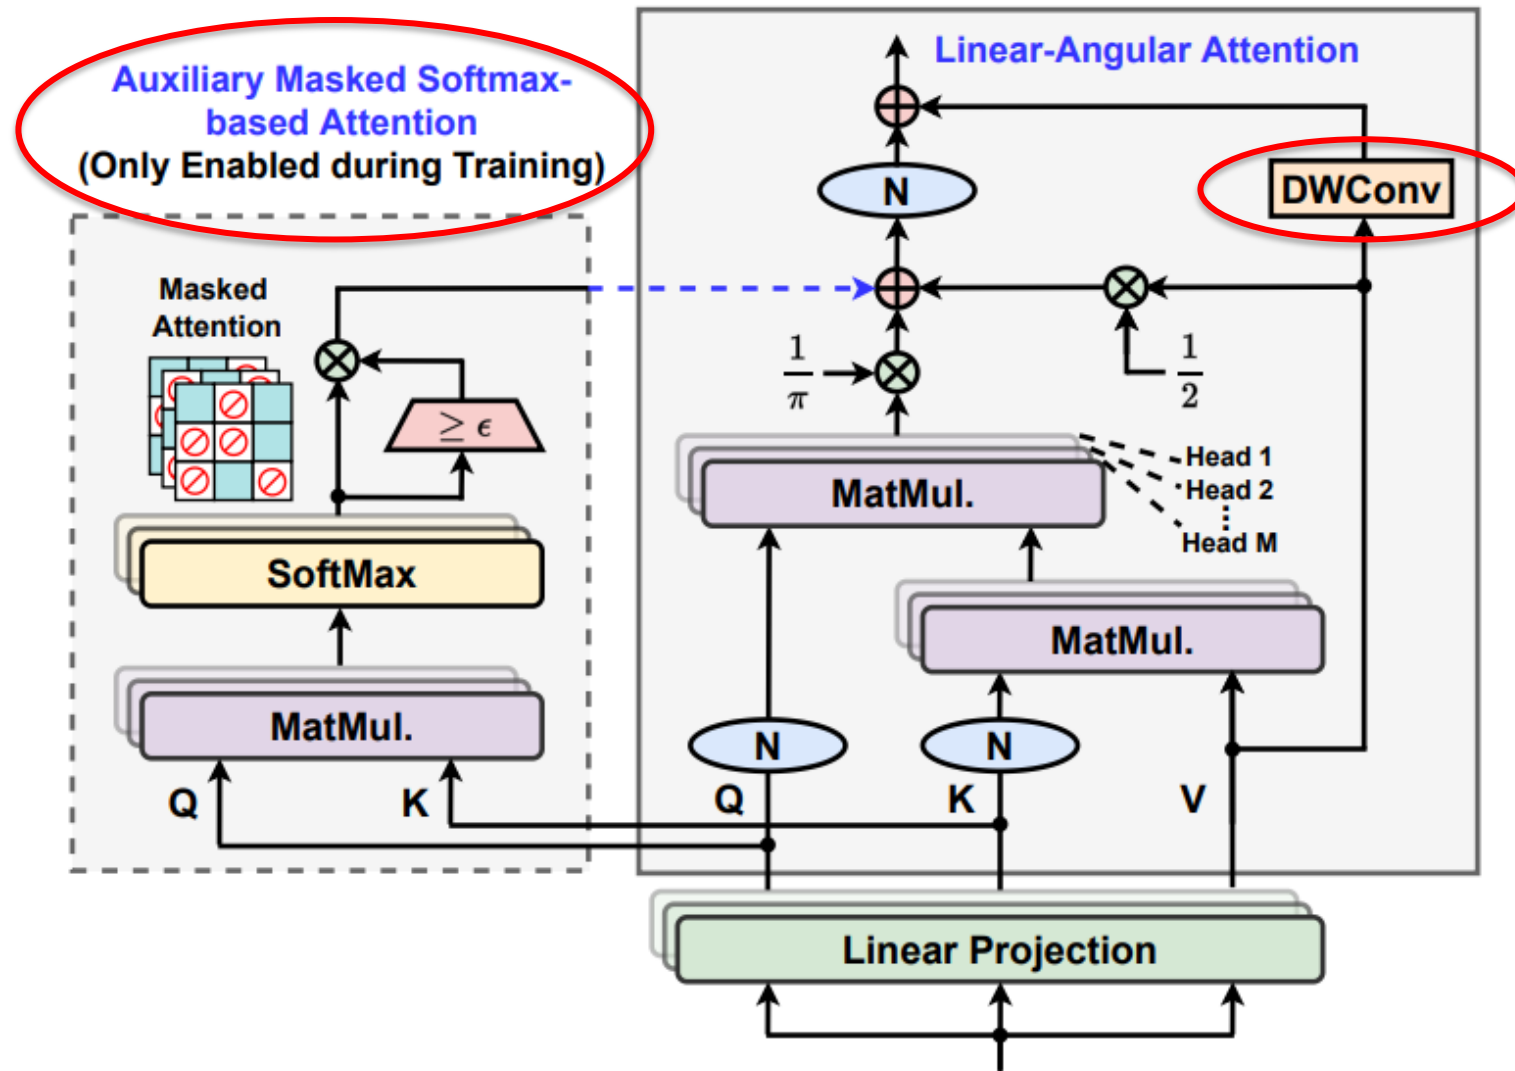 Auxiliary Masked Softmax-
based Attention
(Only Enabled during Training)
Linear-Angular Attention
DWConv
N
Masked
Attention
1
π
1
2
≥ ϵ
Head 1
Head 2
Head M
MatMul.
SoftMax
MatMul.
MatMul.
N
N
Q
K
Q
K
V
Linear Projection